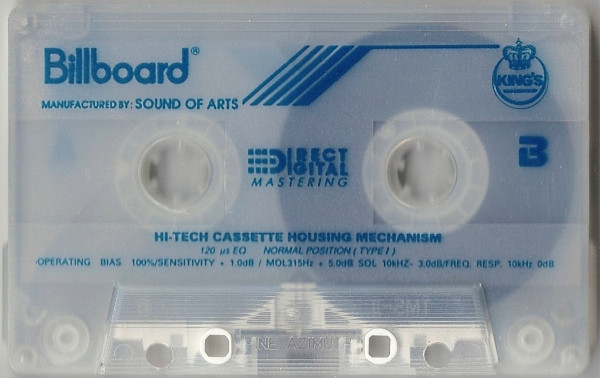 Billboard®
KING'S
MANUFACTURED BY: SOUND OF ARTS
DIRECT
DIGITAL
MASTERING
B
HI-TECH CASSETTE HOUSING MECHANISM
120 µs EQ NORMAL POSITION ( TYPE I )
OPERATING BIAS 100%/SENSITIVITY + 1.0dB / MOL315Hz + 5.0dB SOL 10kHZ- 3.0dB/FREQ. RESP. 10kHz 0dB